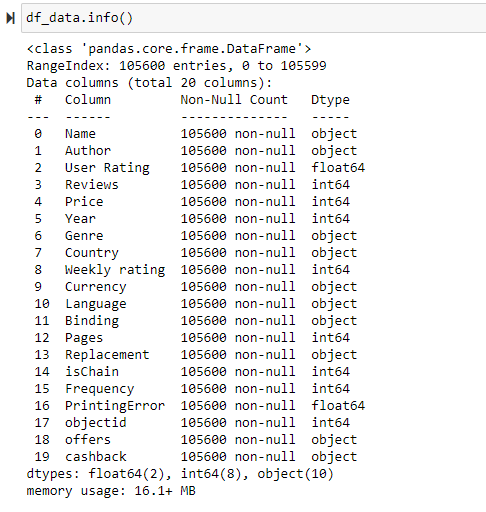 df_data.info()
<class 'pandas.core.frame.DataFrame'>
RangeIndex: 105600 entries, 0 to 105599
Data columns (total 20 columns):
 #   Column         Non-Null Count   Dtype
---  ------         --------------   -----
 0   Name           105600 non-null  object
 1   Author         105600 non-null  object
 2   User Rating    105600 non-null  float64
 3   Reviews        105600 non-null  int64
 4   Price          105600 non-null  int64
 5   Year           105600 non-null  int64
 6   Genre          105600 non-null  object
 7   Country        105600 non-null  object
 8   Weekly rating  105600 non-null  int64
 9   Currency       105600 non-null  object
 10  Language       105600 non-null  object
 11  Binding        105600 non-null  object
 12  Pages          105600 non-null  int64
 13  Replacement    105600 non-null  object
 14  isChain        105600 non-null  int64
 15  Frequency      105600 non-null  int64
 16  PrintingError  105600 non-null  float64
 17  objectid       105600 non-null  int64
 18  offers         105600 non-null  object
 19  cashback       105600 non-null  object
dtypes: float64(2), int64(8), object(10)
memory usage: 16.1+ MB